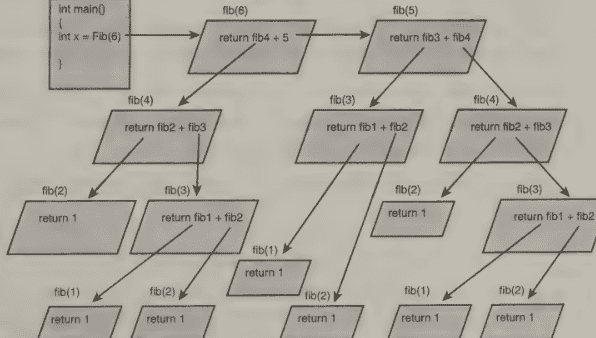 int main()
{
int x = Fib(6)
}
fib(6)
return fib4 + 5
fib(5)
return fib3 + fib4
fib(4)
return fib2 + fib3
fib(3)
return fib1 + fib2
fib(4)
return fib2 + fib3
fib(2)
return 1
fib(3)
return fib1 + fib2
fib(1)
return 1
fib(2)
return 1
fib(3)
return fib1 + fib2
fib(1)
return 1
fib(2)
return 1
fib(2)
return 1
fib(1)
return 1
fib(2)
return 1